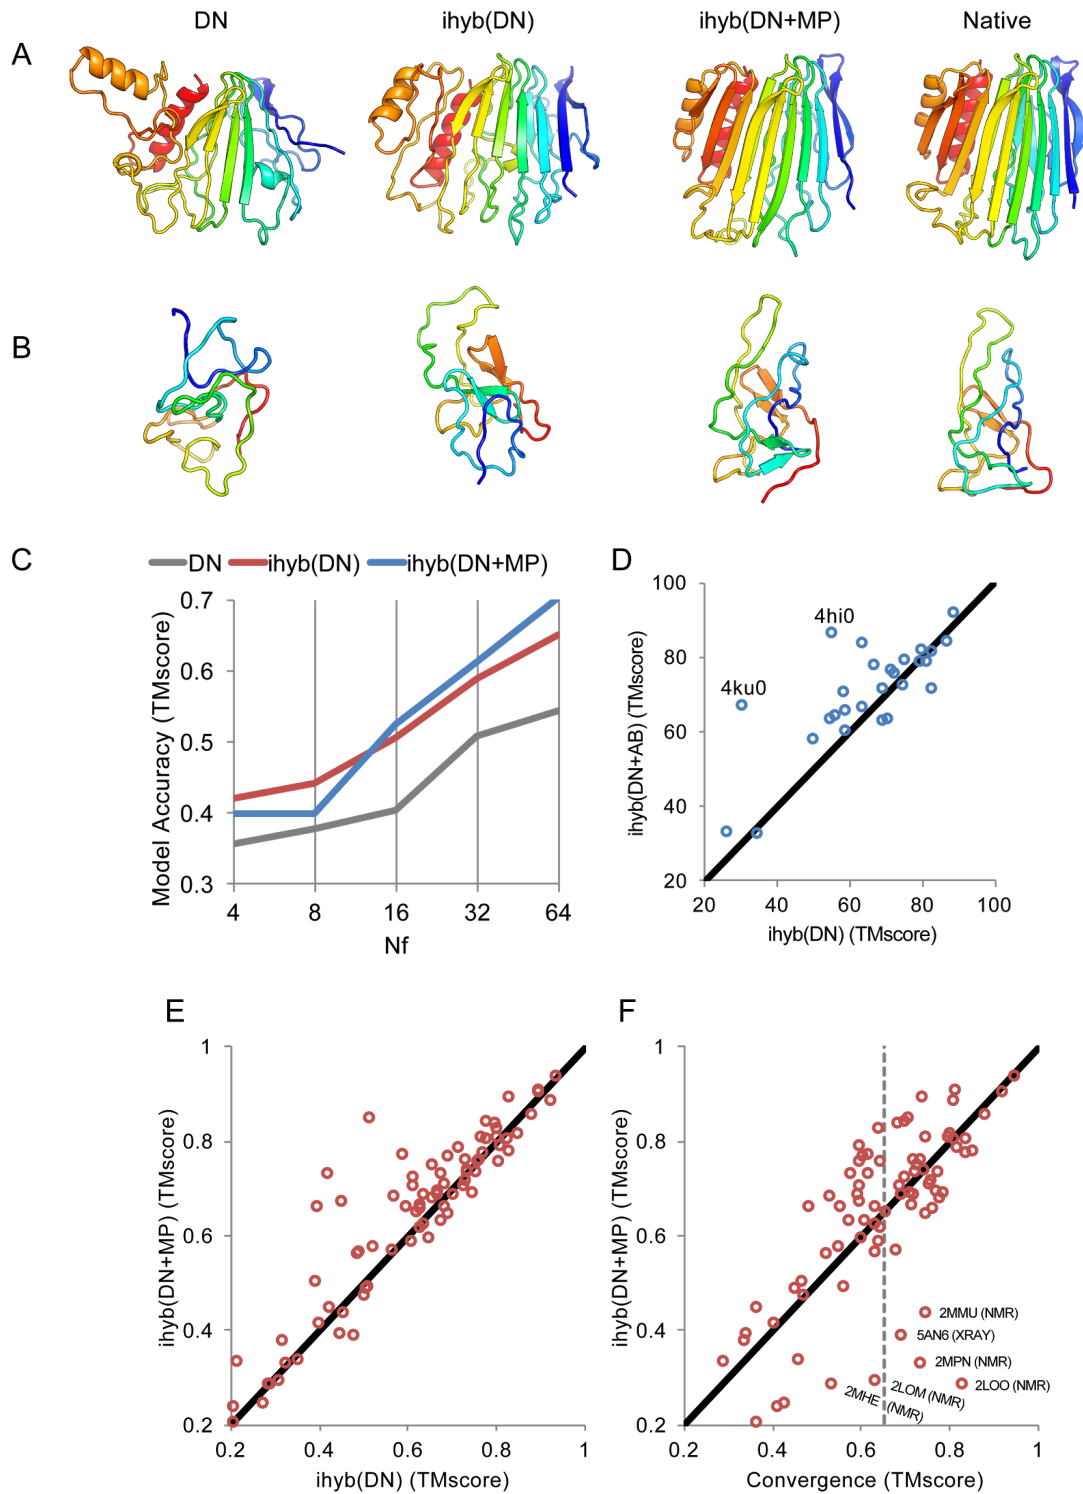 DN ihyb(DN) ihyb(DN+MP) Native
A
B
C
DN ihyb(DN) ihyb(DN+MP)
Model Accuracy (TMscore)
0.7
0.6
0.5
0.4
0.3
4 8 16 32 64
Nf
D
ihyb(DN+AB) (TMscore)
100
80
60
40
20
4hi0
4ku0
20 40 60 80 100
ihyb(DN) (TMscore)
E
ihyb(DN+MP) (TMscore)
1
0.8
0.6
0.4
0.2
0.2 0.4 0.6 0.8 1
ihyb(DN) (TMscore)
F
ihyb(DN+MP) (TMscore)
1
0.8
0.6
0.4
0.2
2MMU (NMR)
5AN6 (XRAY)
2MPN (NMR)
2LOO (NMR)
2LOM (NMR)
2MHE (NMR)
0.2 0.4 0.6 0.8 1
Convergence (TMscore)